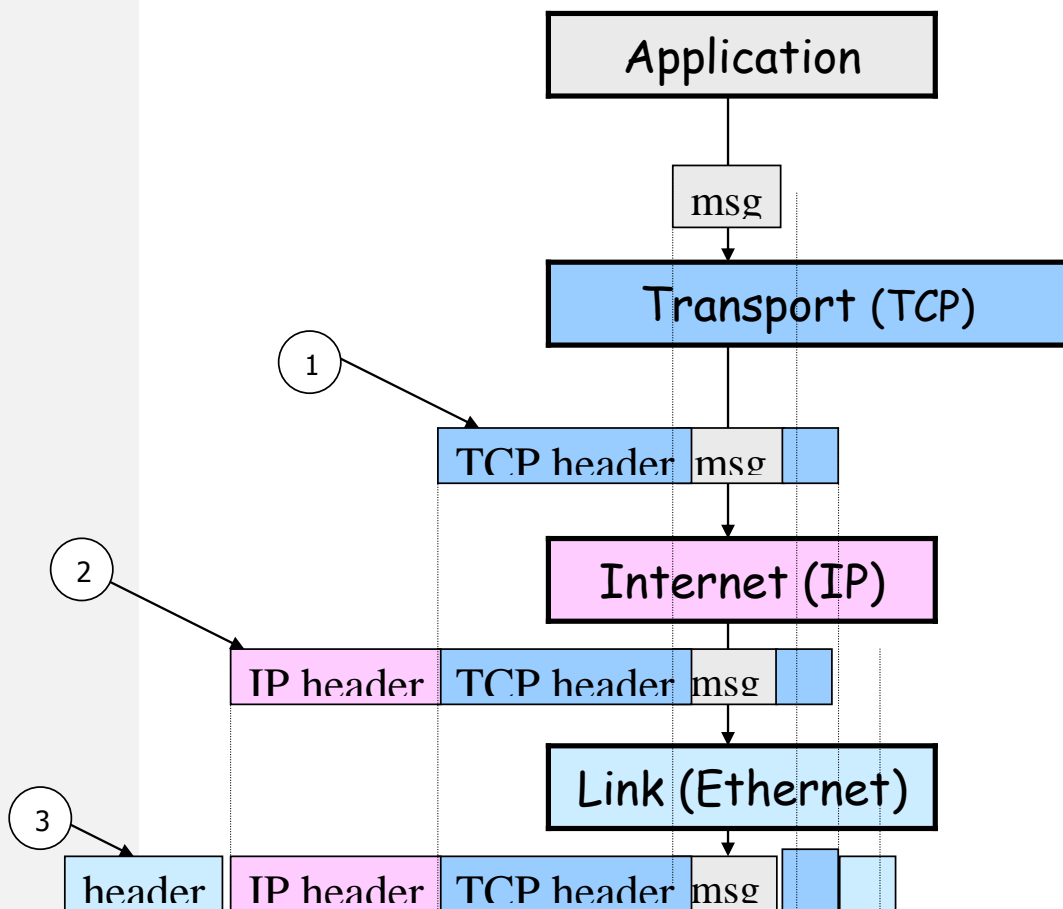 Application
msg
Transport (TCP)
1
TCP header msg
2
Internet (IP)
IP header TCP header msg
Link (Ethernet)
3
header IP header TCP header msg